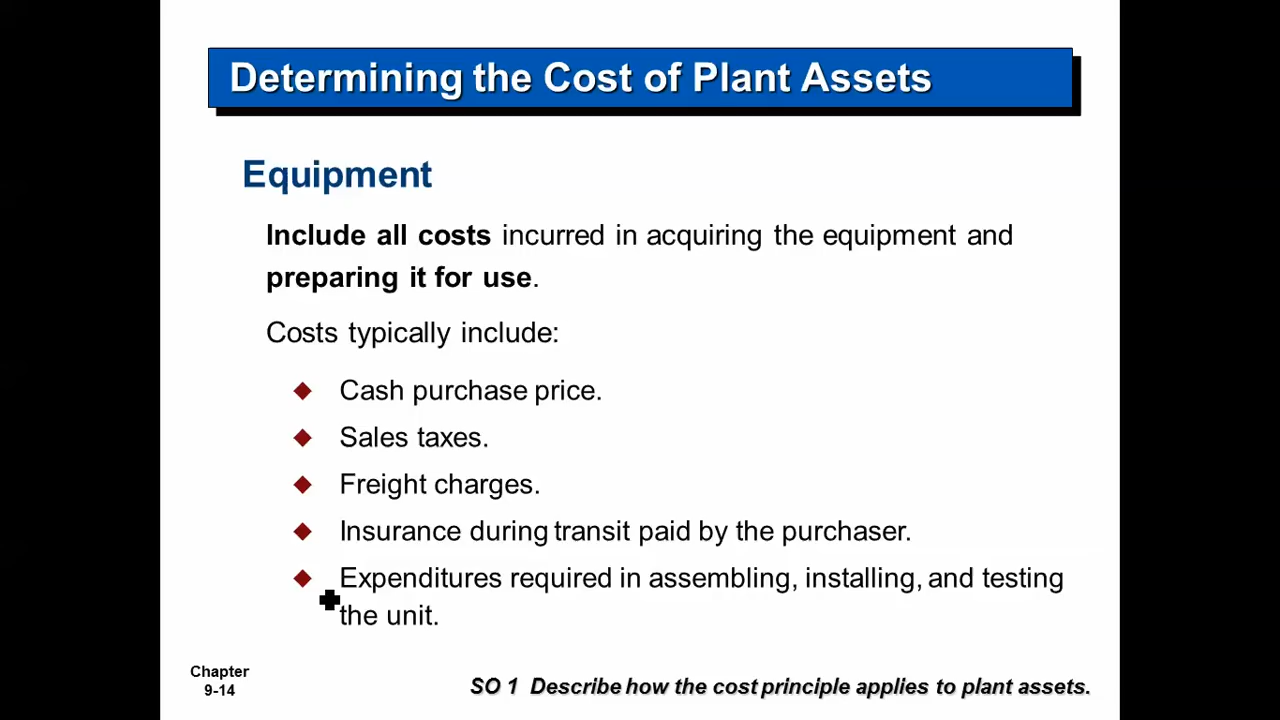 Determining the Cost of Plant Assets
Equipment
Include all costs incurred in acquiring the equipment and
preparing it for use.
Costs typically include:
Cash purchase price.
Sales taxes.
Freight charges.
Insurance during transit paid by the purchaser.
Expenditures required in assembling, installing, and testing
the unit.
Chapter
9-14
SO 1 Describe how the cost principle applies to plant assets.